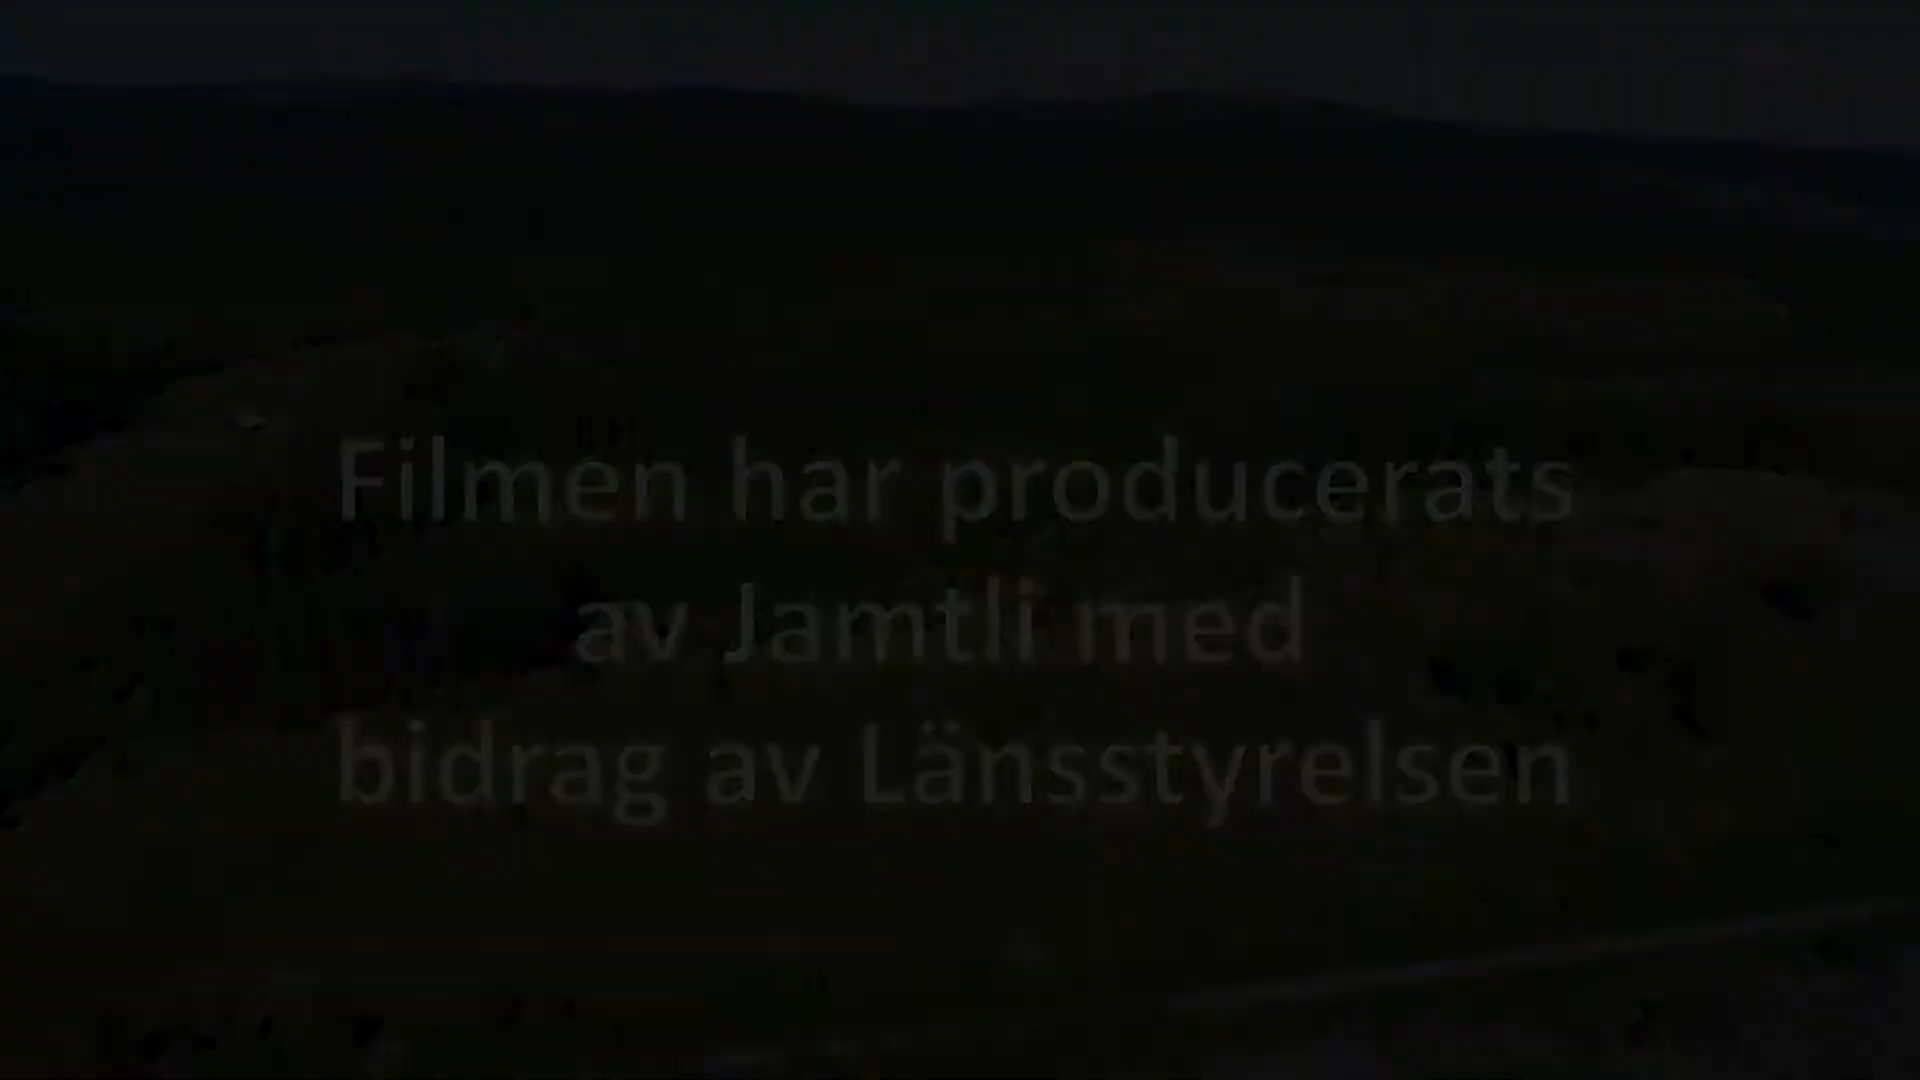 Filmen har producerats
av Jamtli med
bidrag av Länsstyrelsen